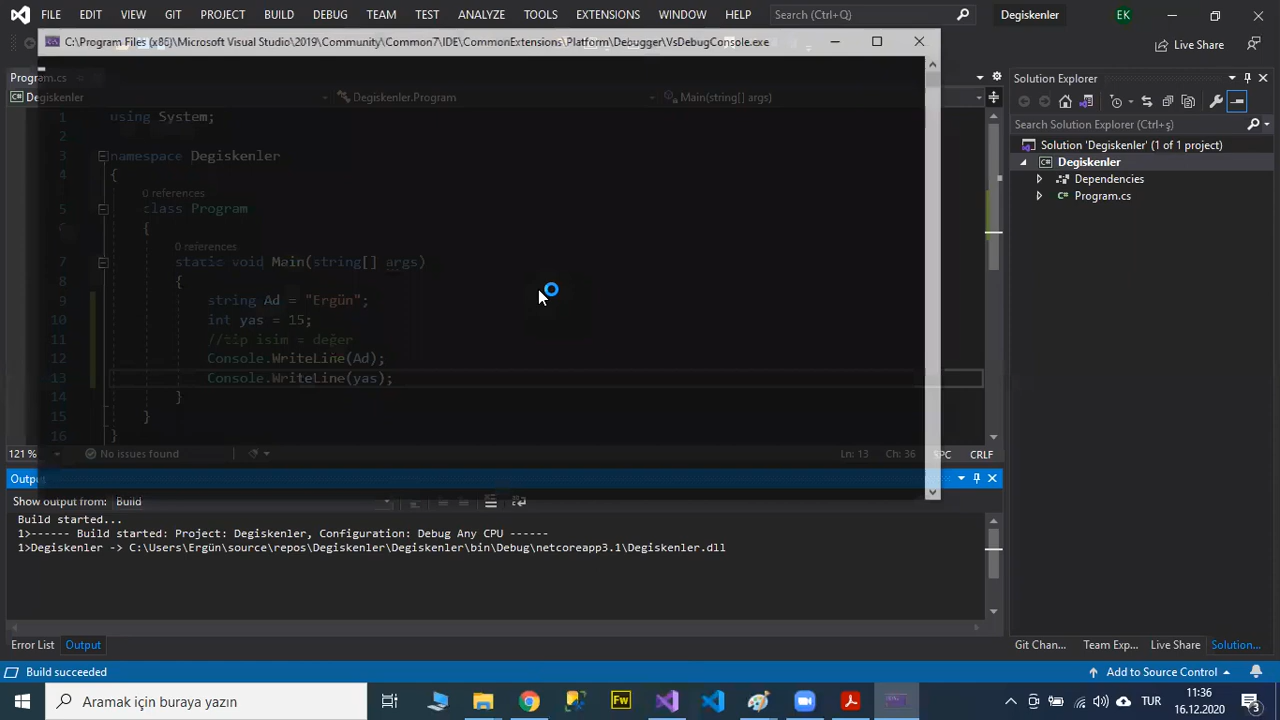 FILE EDIT VIEW GIT PROJECT BUILD DEBUG TEAM TEST ANALYZE TOOLS EXTENSIONS WINDOW HELP Search (Ctrl+Q) Degiskenler EK
C:\Program Files (x86)\Microsoft Visual Studio\2019\Community\Common7\IDE\CommonExtensions\Platform\Debugger\VsDebugConsole.exe
Live Share
Program.cs
Degiskenler Degiskenler.Program Main(string[] args)
1 using System;
2
3 namespace Degiskenler
4 {
0 references
5 class Program
6 {
0 references
7 static void Main(string[] args)
8 {
9 string Ad = "Ergün";
10 int yas = 15;
11 //tip isim = değer
12 Console.WriteLine(Ad);
13 Console.WriteLine(yas);
14 }
15 }
16 }
121 % No issues found Ln: 13 Ch: 36 SPC CRLF
Output
Show output from: Build
Build started...
1>------ Build started: Project: Degiskenler, Configuration: Debug Any CPU ------
1>Degiskenler -> C:\Users\Ergün\source\repos\Degiskenler\Degiskenler\bin\Debug\netcoreapp3.1\Degiskenler.dll
Error List Output
Solution Explorer
Search Solution Explorer (Ctrl+ş)
Solution 'Degiskenler' (1 of 1 project)
Degiskenler
Dependencies
C# Program.cs
Git Chan... Team Exp... Live Share Solution...
Build succeeded Add to Source Control
Aramak için buraya yazın Fw TUR 11:36
16.12.2020 3